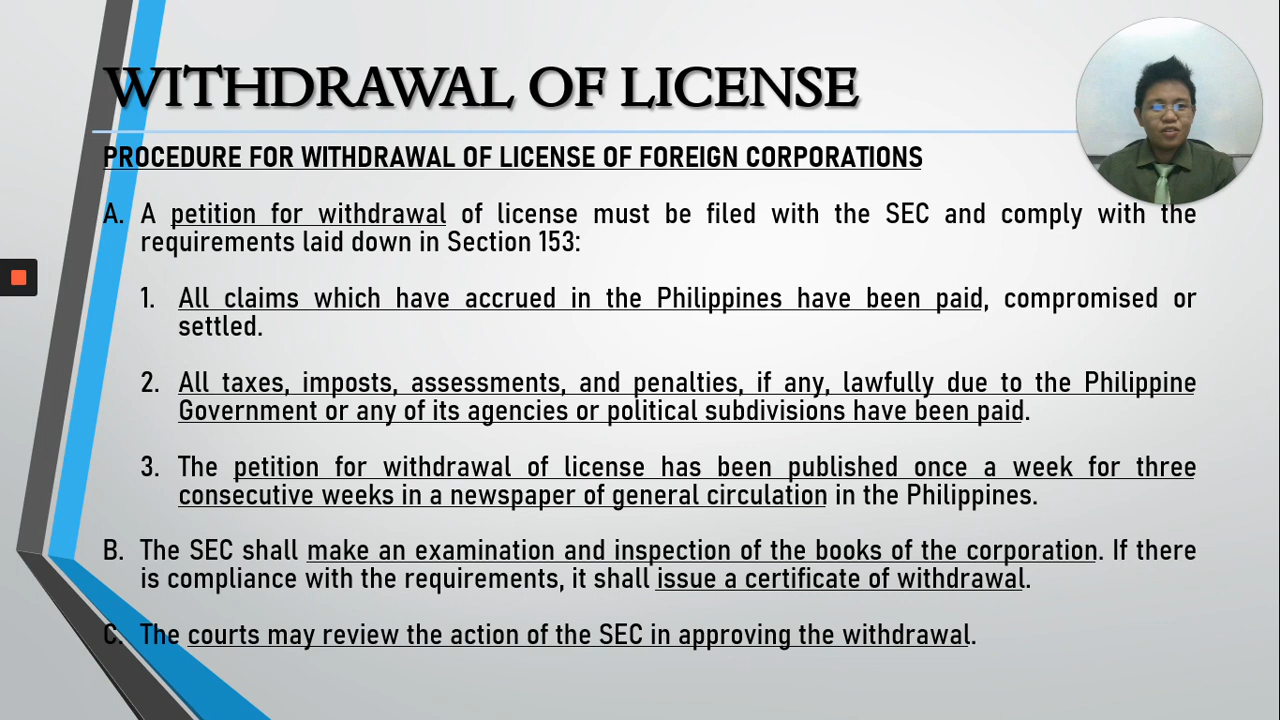 WITHDRAWAL OF LICENSE
PROCEDURE FOR WITHDRAWAL OF LICENSE OF FOREIGN CORPORATIONS
A. A petition for withdrawal of license must be filed with the SEC and comply with the
requirements laid down in Section 153:
1. All claims which have accrued in the Philippines have been paid, compromised or
settled.
2. All taxes, imposts, assessments, and penalties, if any, lawfully due to the Philippine
Government or any of its agencies or political subdivisions have been paid.
3. The petition for withdrawal of license has been published once a week for three
consecutive weeks in a newspaper of general circulation in the Philippines.
B. The SEC shall make an examination and inspection of the books of the corporation. If there
is compliance with the requirements, it shall issue a certificate of withdrawal.
C. The courts may review the action of the SEC in approving the withdrawal.